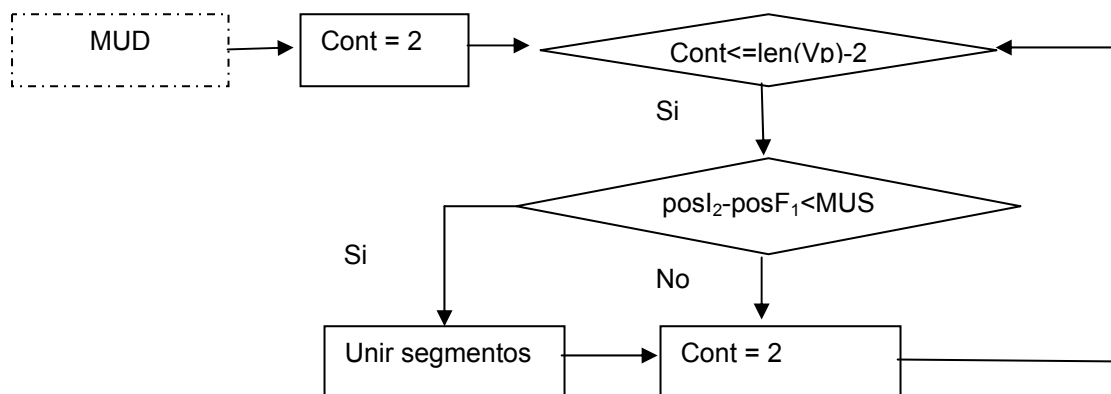 MUD
Cont = 2
Cont<=len(Vp)-2
Si
posI₂-posF₁<MUS
Si
No
Unir segmentos
Cont = 2